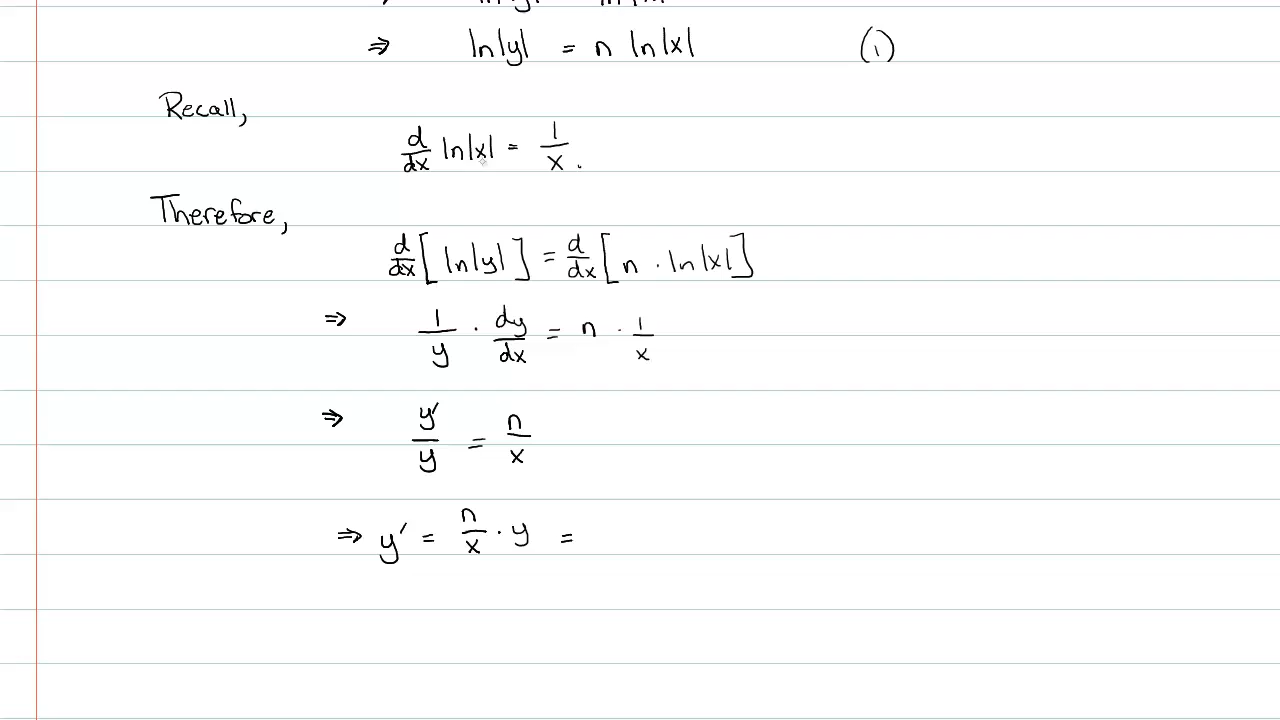 ⇒ ln|y| = n ln|x| (1)
Recall,
d/dx ln|x| = 1/x.
Therefore,
d/dx [ln|y|] = d/dx [n · ln|x|]
⇒ 1/y · dy/dx = n · 1/x
⇒ y′/y = n/x
⇒ y′ = n/x · y =